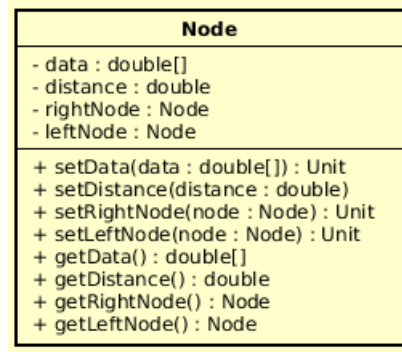 Node
- data : double[]
- distance : double
- rightNode : Node
- leftNode : Node
+ setData(data : double[]) : Unit
+ setDistance(distance : double)
+ setRightNode(node : Node) : Unit
+ setLeftNode(node : Node) : Unit
+ getData() : double[]
+ getDistance() : double
+ getRightNode() : Node
+ getLeftNode() : Node